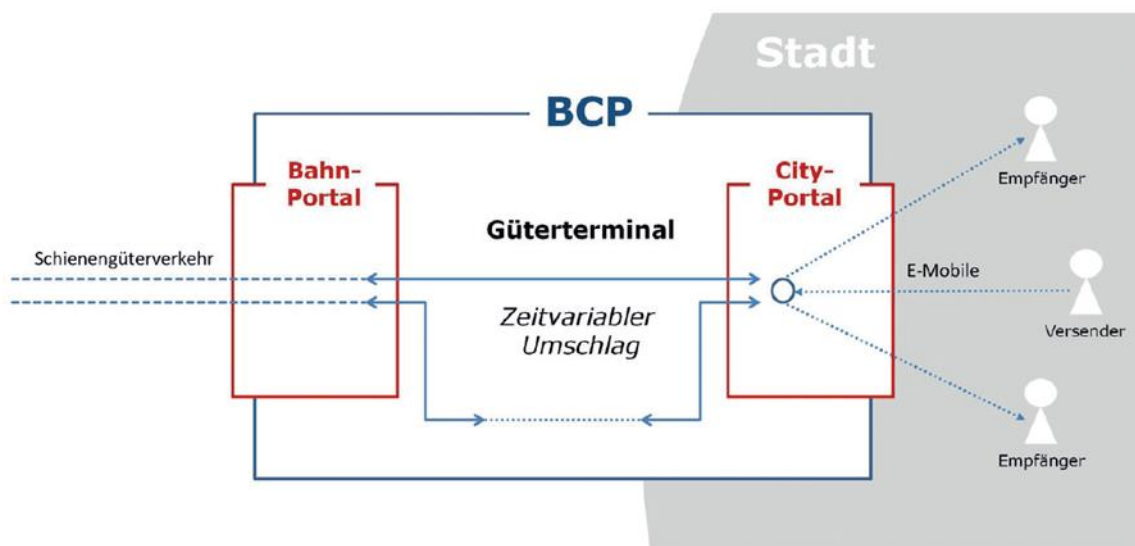 Stadt
BCP
Bahn-
Portal
City-
Portal
Empfänger
Güterterminal
Schienengüterverkehr
E-Mobile
Zeitvariabler
Umschlag
Versender
Empfänger